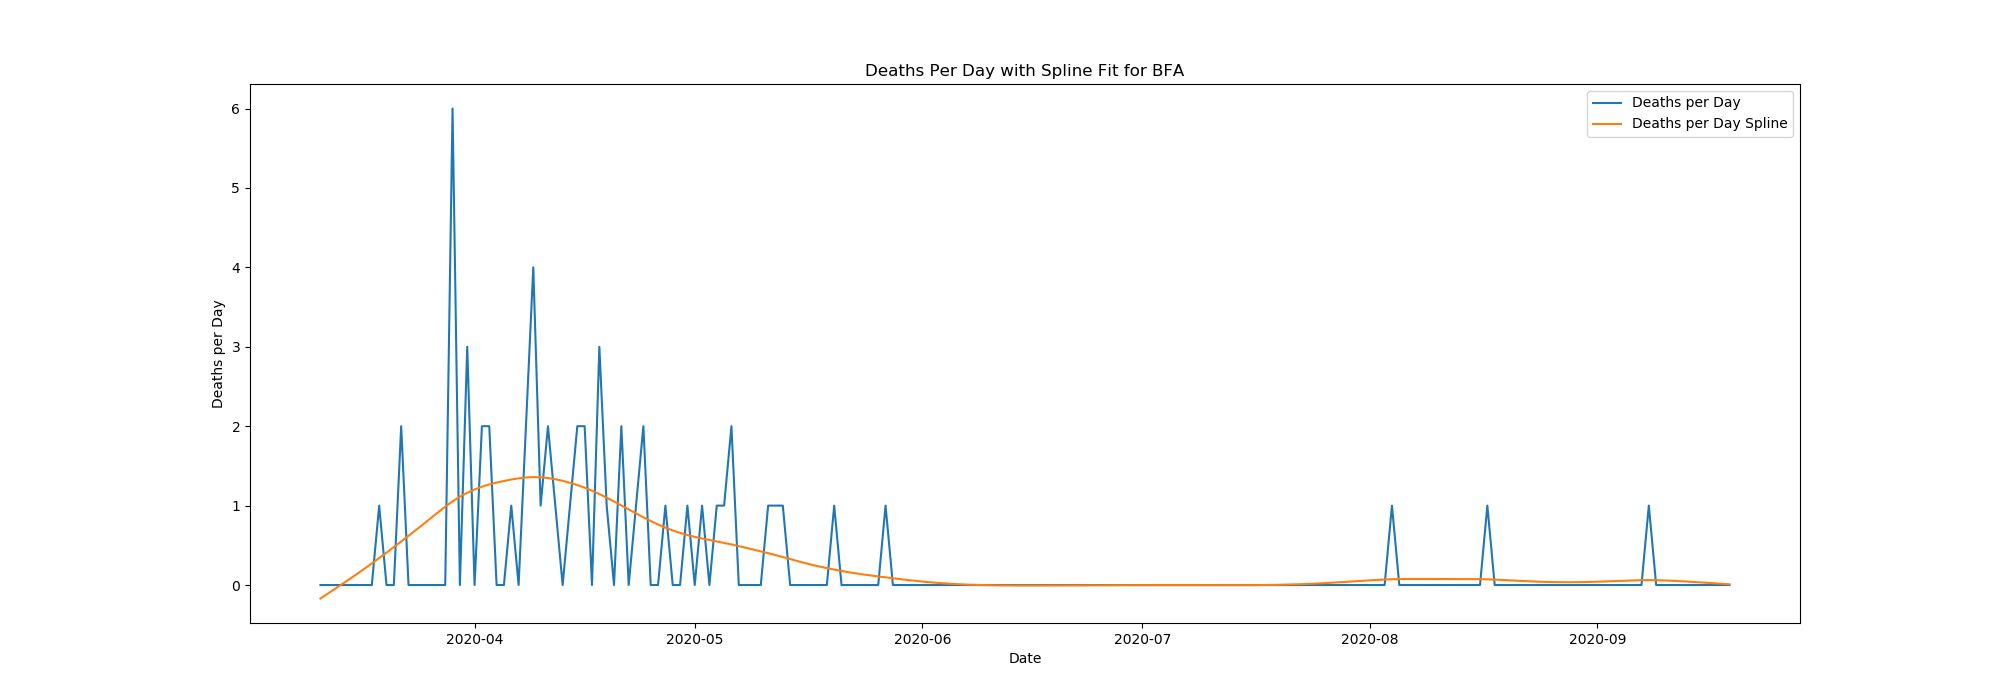 Deaths Per Day with Spline Fit for BFA
Deaths per Day
Deaths per Day Spline
6
5
4
3
2
1
0
Deaths per Day
2020-04
2020-05
2020-06
2020-07
2020-08
2020-09
Date